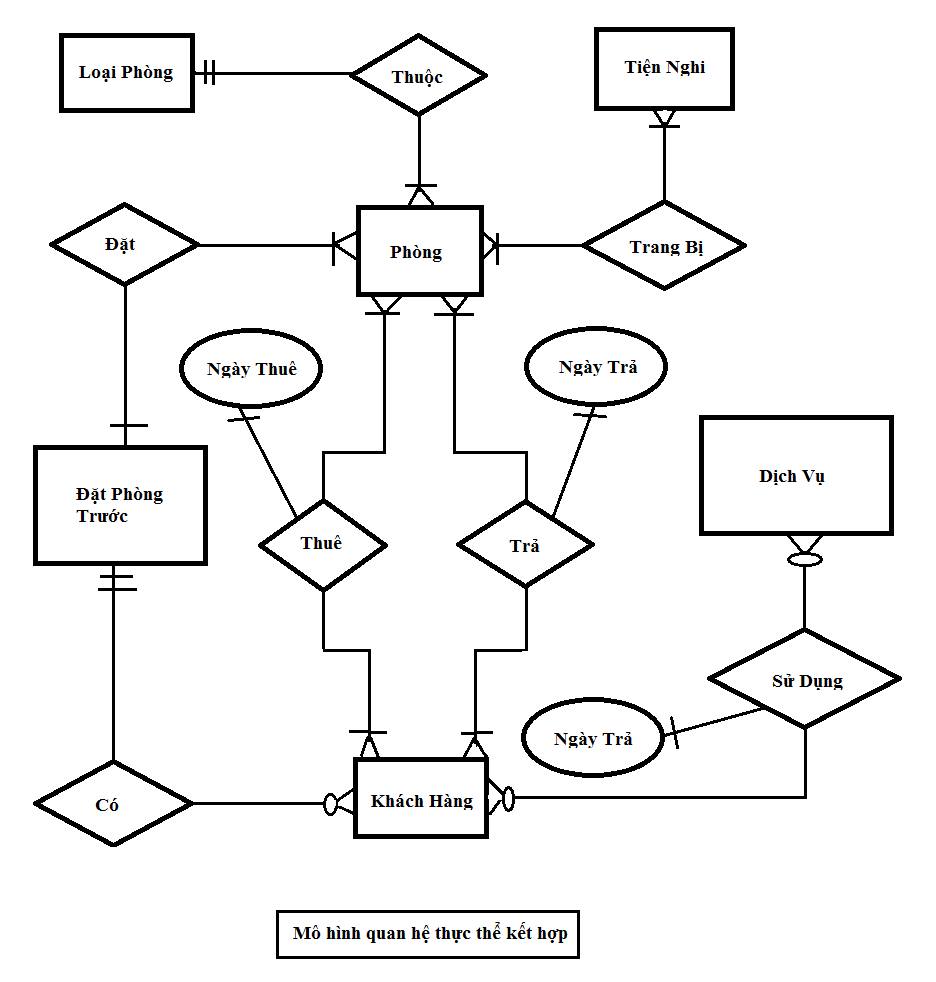 Loại Phòng
Thuộc
Tiện Nghi
Đặt
Phòng
Trang Bị
Ngày Thuê
Ngày Trả
Đặt Phòng
Trước
Dịch Vụ
Thuê
Trả
Sử Dụng
Ngày Trả
Có
Khách Hàng
Mô hình quan hệ thực thể kết hợp